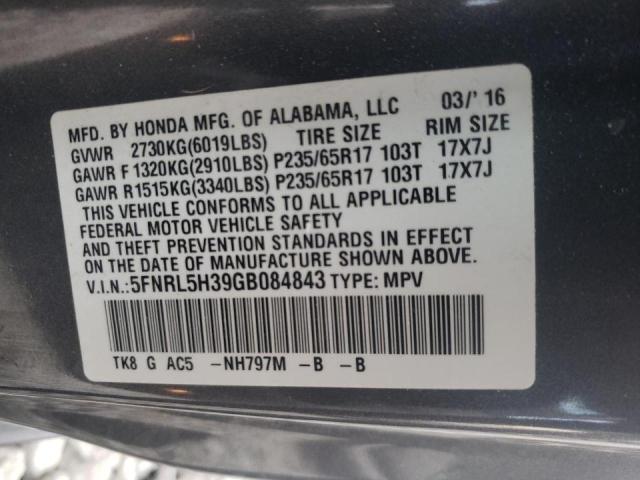 MFD. BY HONDA MFG. OF ALABAMA, LLC 03/'16
GVWR 2730KG(6019LBS) TIRE SIZE RIM SIZE
GAWR F 1320KG(2910LBS) P235/65R17 103T 17X7J
GAWR R1515KG(3340LBS) P235/65R17 103T 17X7J
THIS VEHICLE CONFORMS TO ALL APPLICABLE
FEDERAL MOTOR VEHICLE SAFETY
AND THEFT PREVENTION STANDARDS IN EFFECT
ON THE DATE OF MANUFACTURE SHOWN ABOVE.
V.I.N.:5FNRL5H39GB084843 TYPE: MPV
TK8 G AC5 -NH797M -B -B